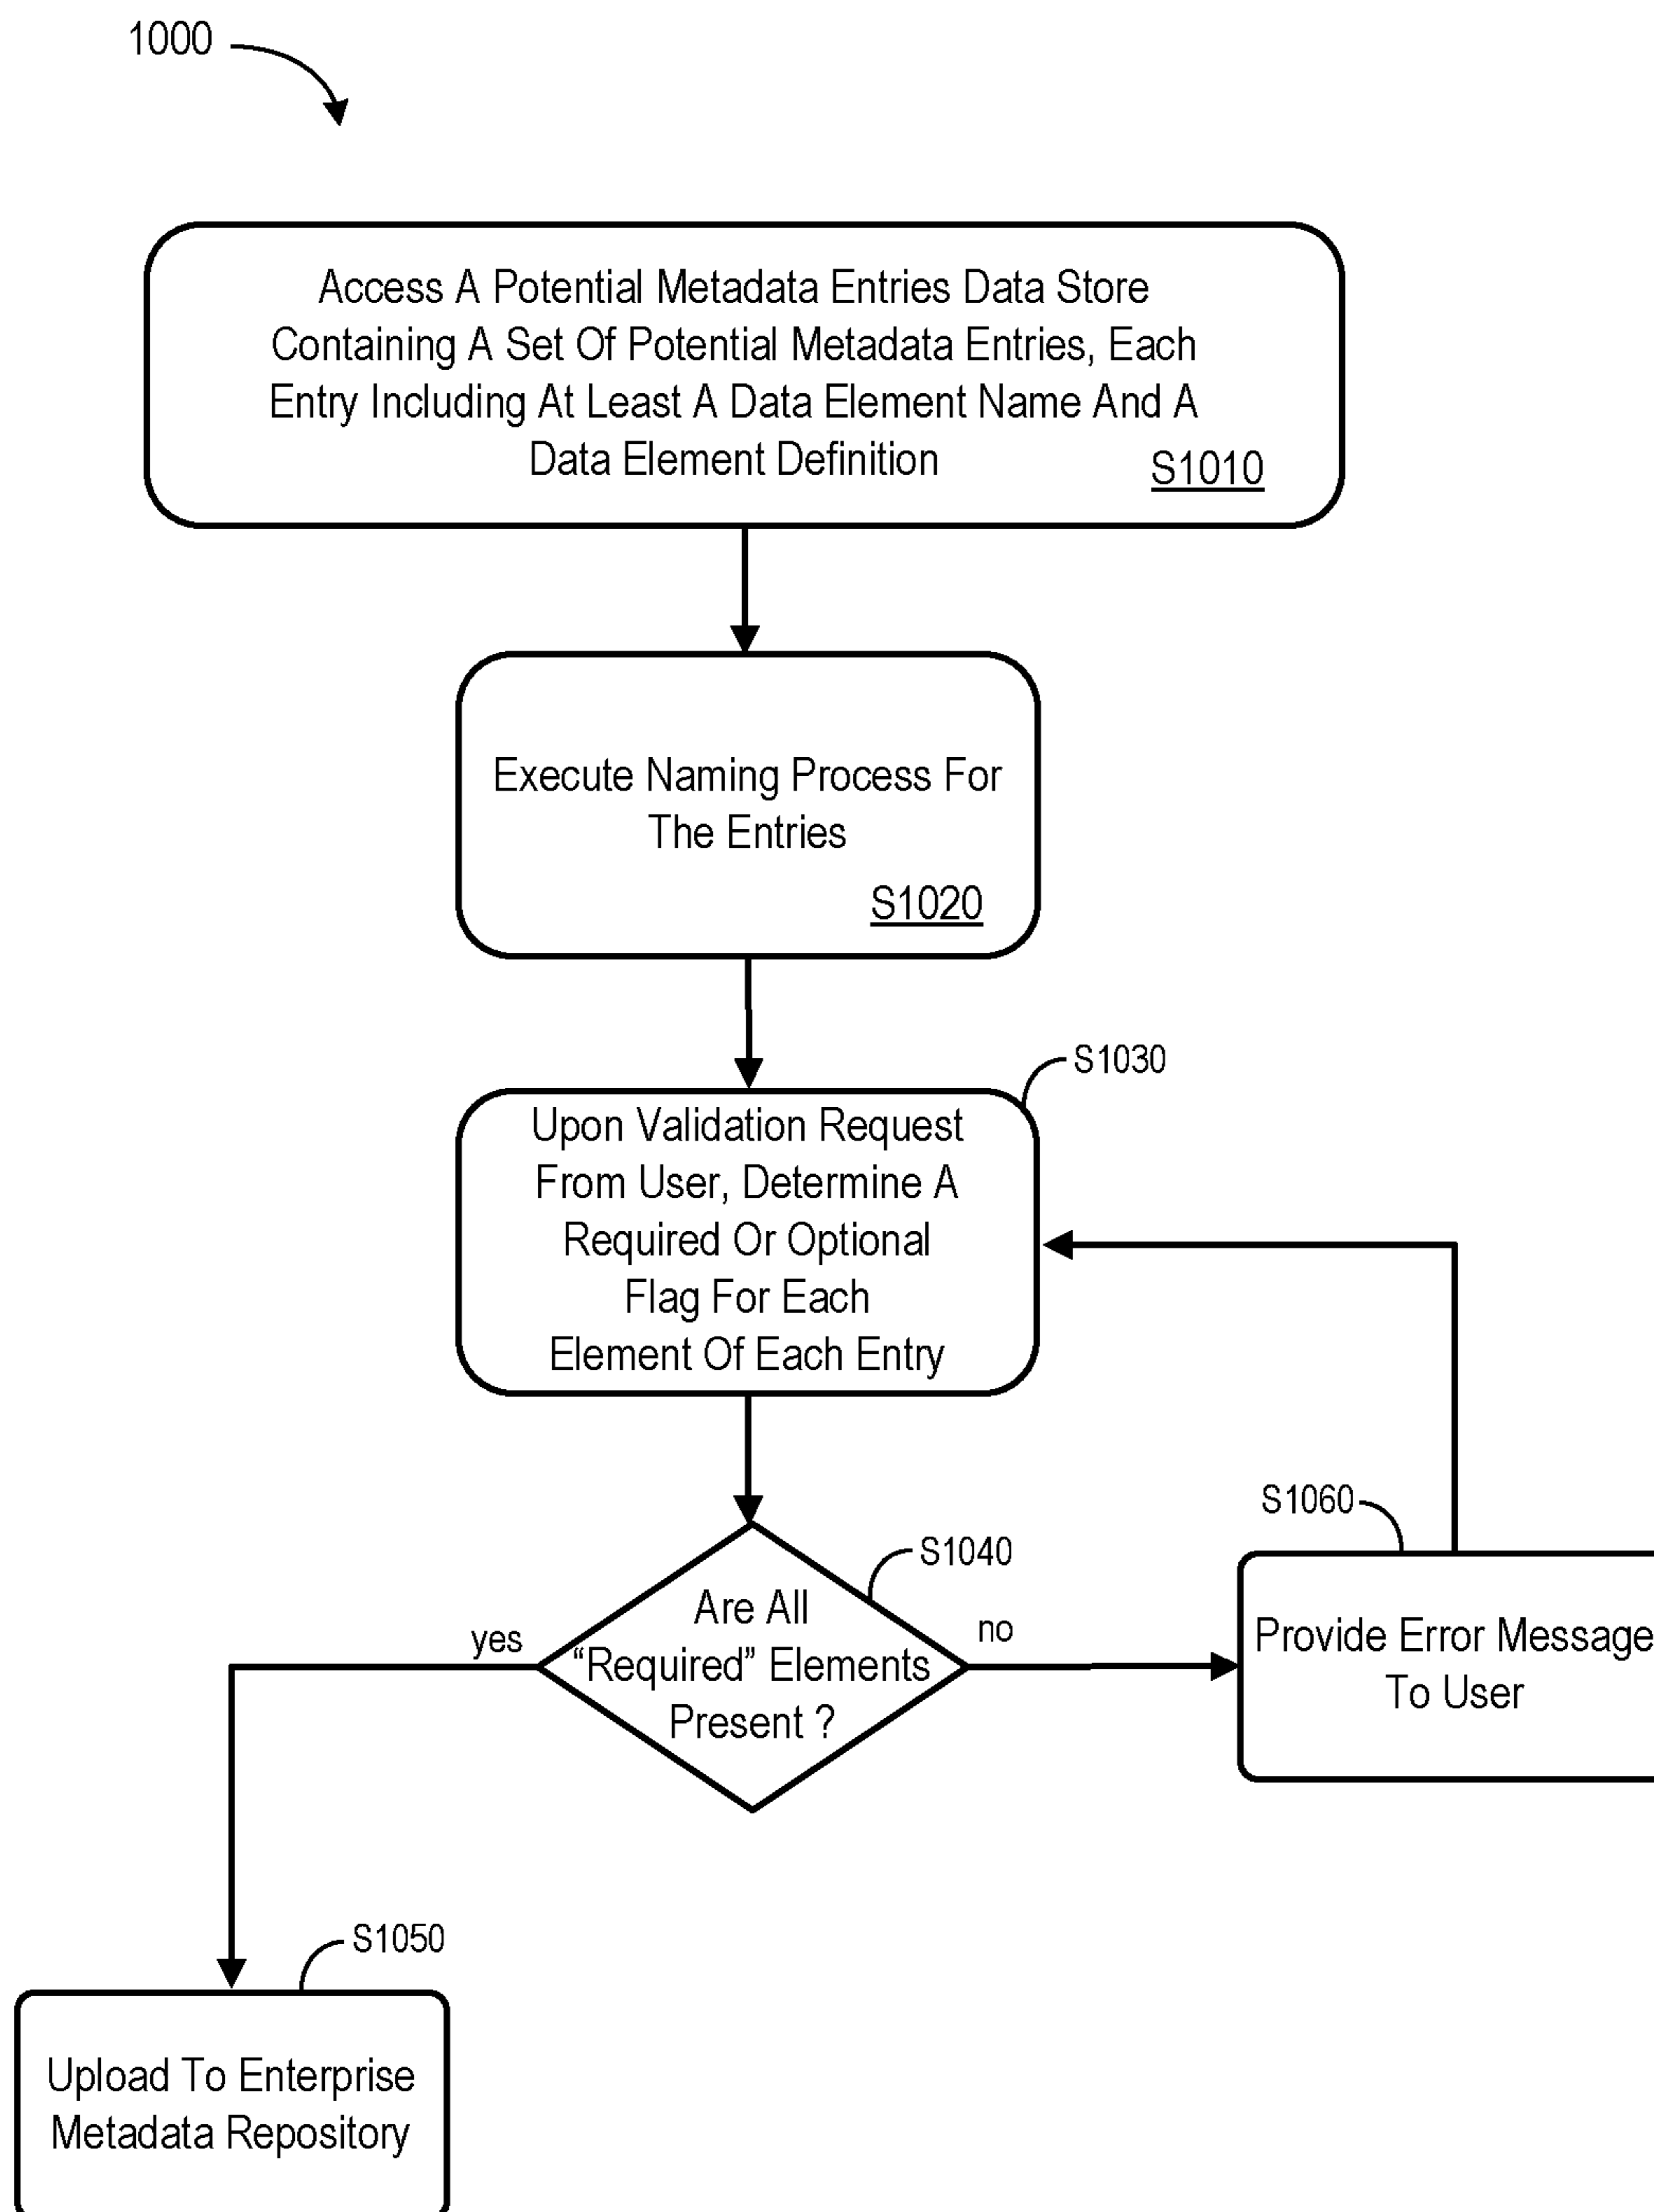 1000
Access A Potential Metadata Entries Data Store
Containing A Set Of Potential Metadata Entries, Each
Entry Including At Least A Data Element Name And A
Data Element Definition
S1010
Execute Naming Process For
The Entries
S1020
S1030
Upon Validation Request
From User, Determine A
Required Or Optional
Flag For Each
Element Of Each Entry
S1040
Are All
“Required” Elements
Present ?
yes
no
S1060
Provide Error Message
To User
S1050
Upload To Enterprise
Metadata Repository